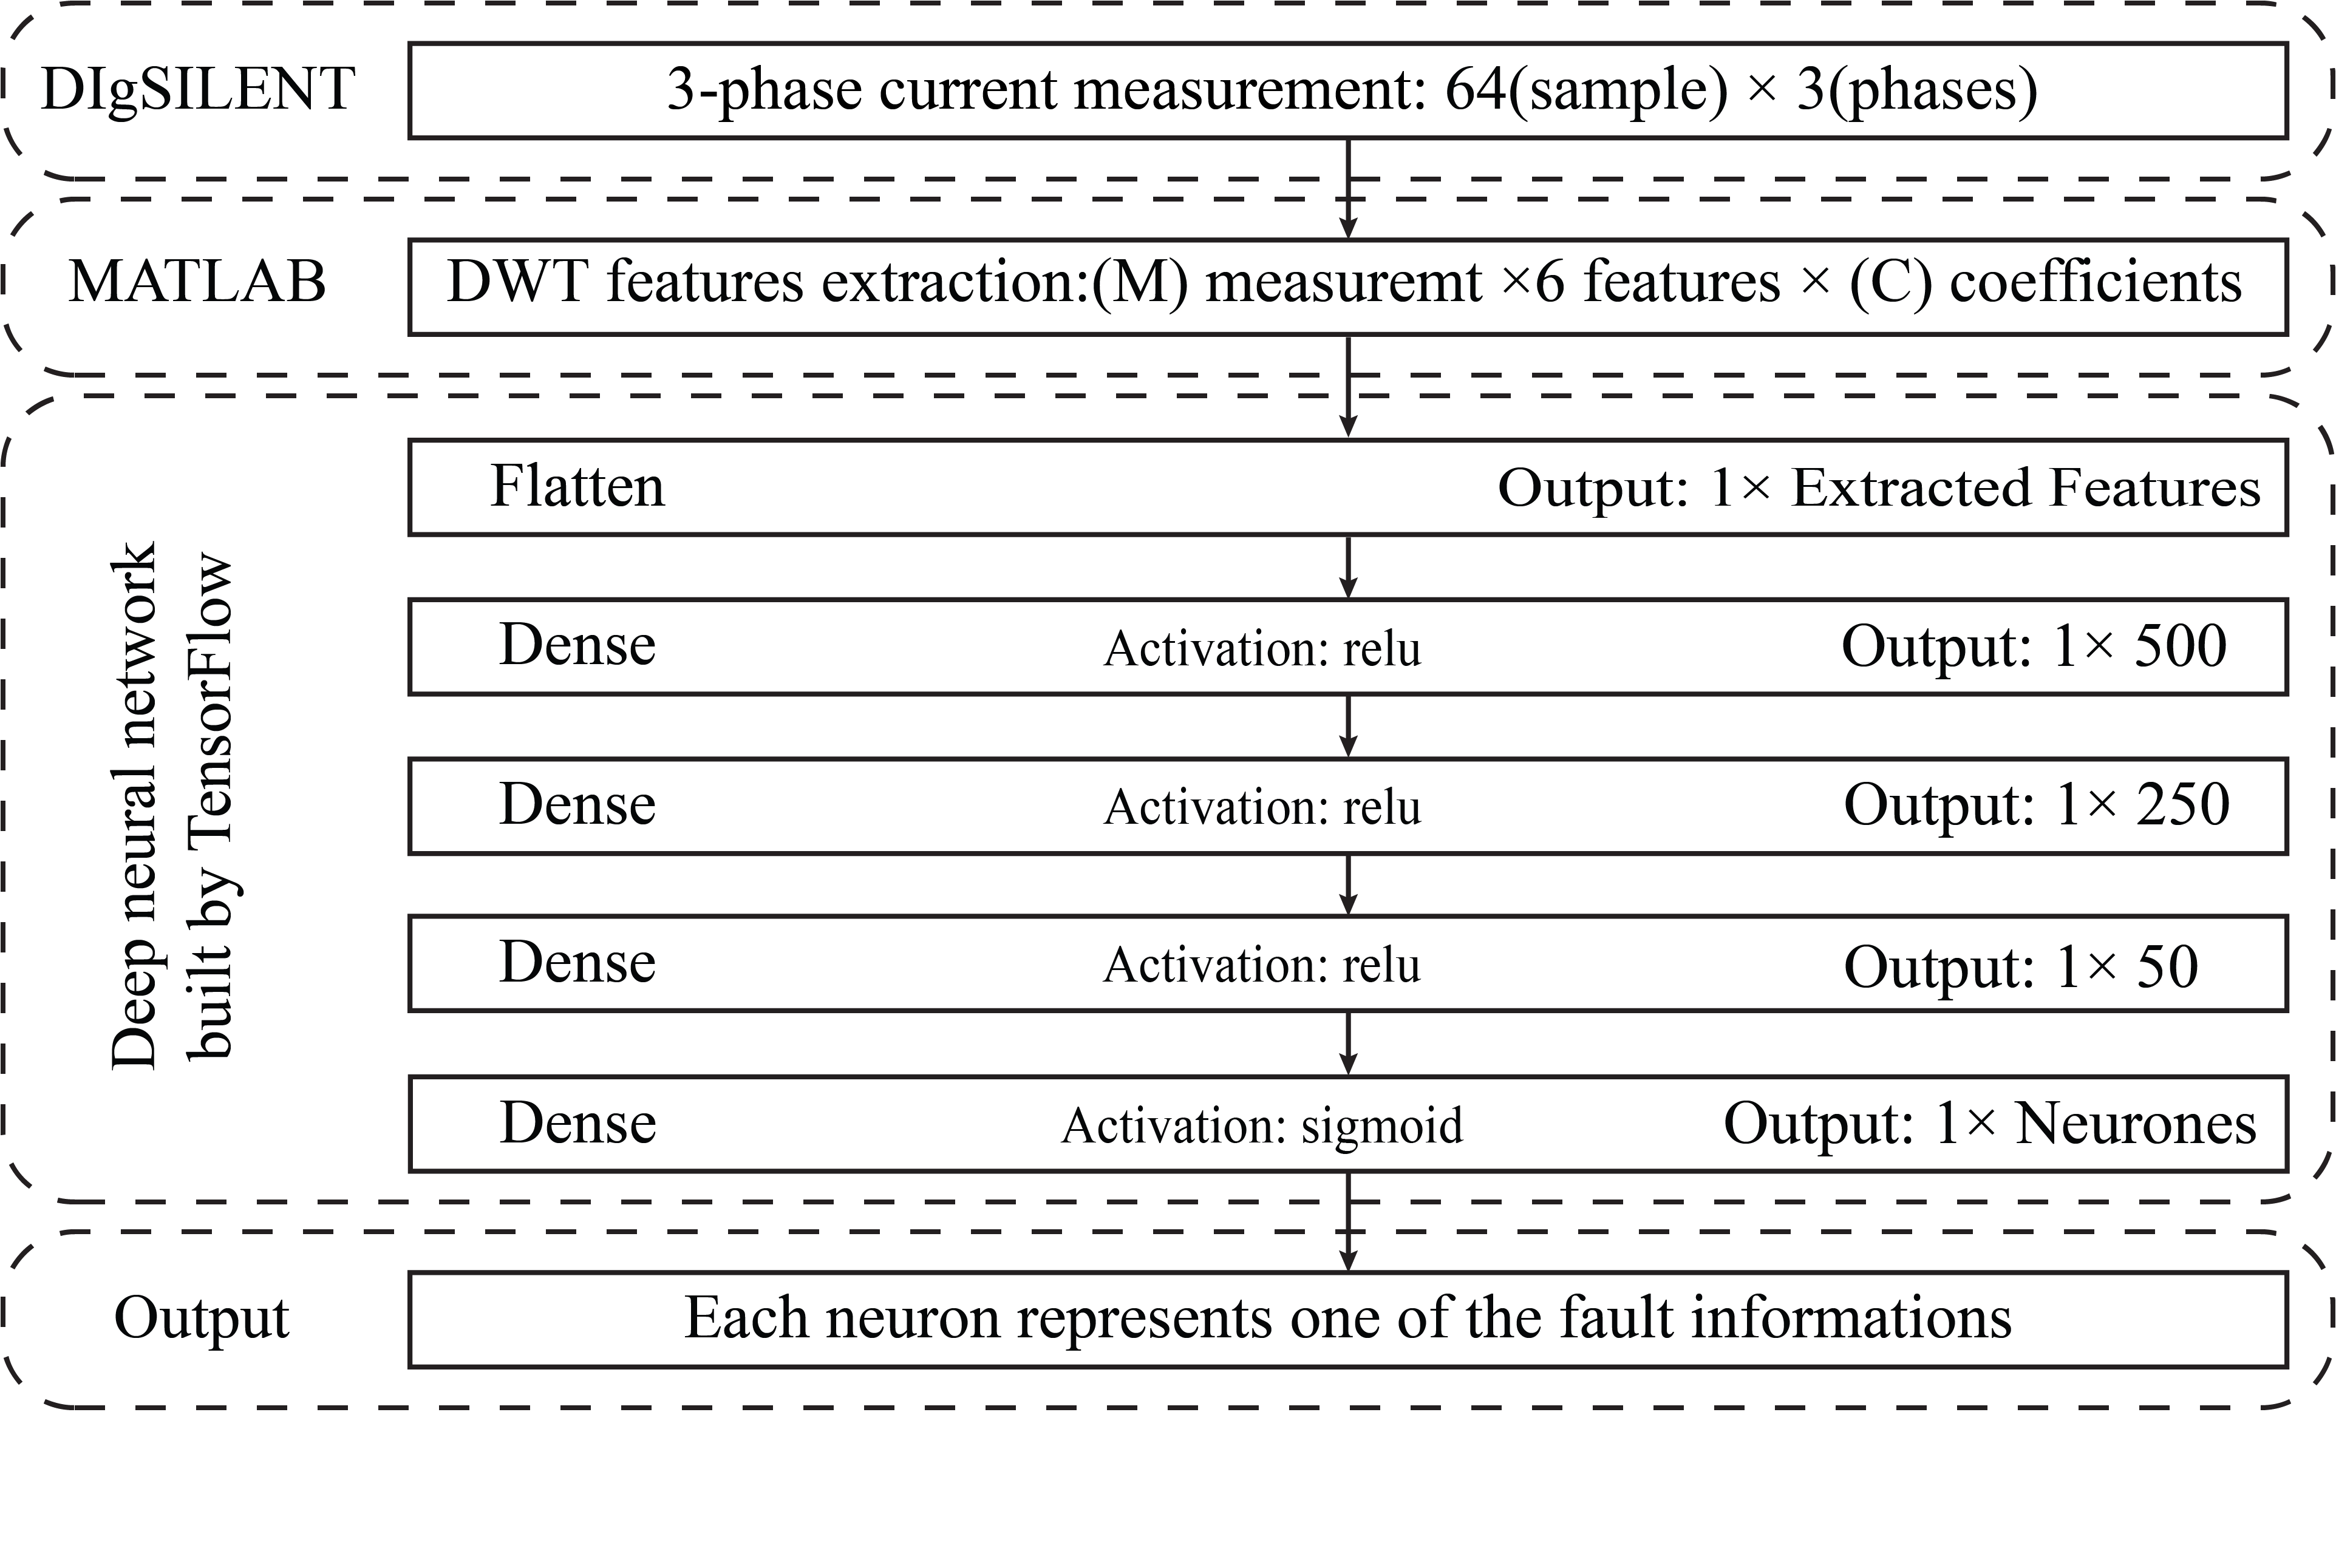 DIgSILENT
3-phase current measurement: 64(sample) × 3(phases)
MATLAB
DWT features extraction:(M) measuremt ×6 features × (C) coefficients
Deep neural network
built by TensorFlow
Flatten Output: 1× Extracted Features
Dense Activation: relu Output: 1× 500
Dense Activation: relu Output: 1× 250
Dense Activation: relu Output: 1× 50
Dense Activation: sigmoid Output: 1× Neurones
Output
Each neuron represents one of the fault informations